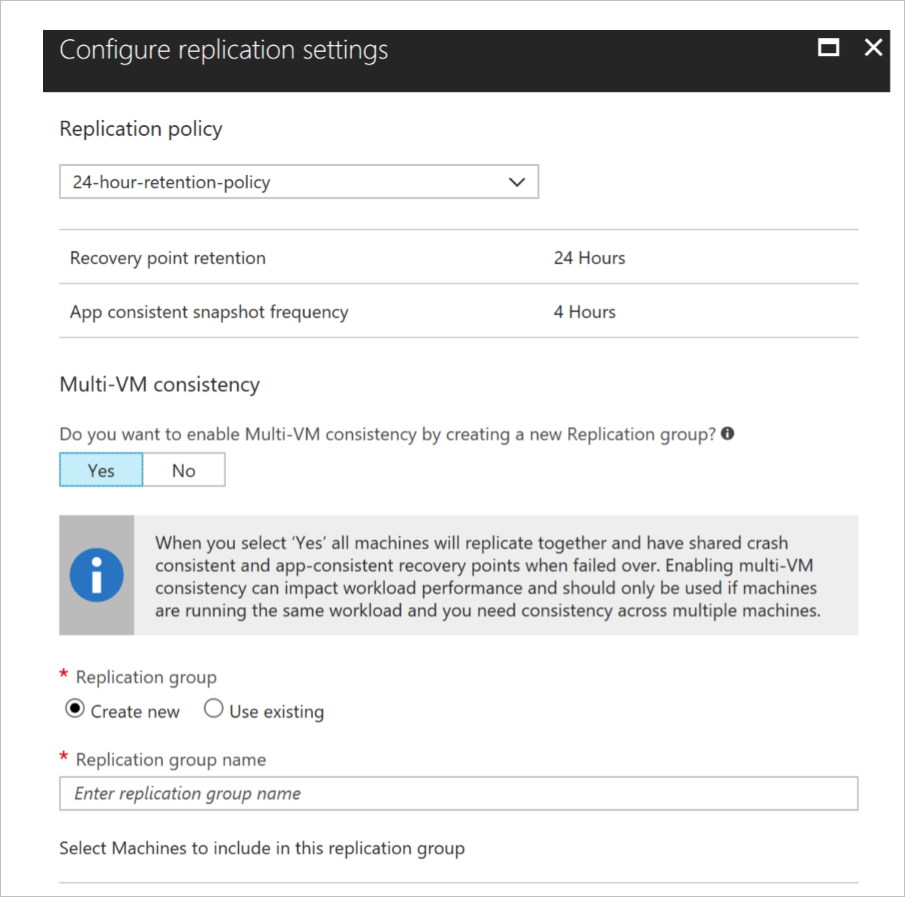 Configure replication settings
Replication policy
24-hour-retention-policy
Recovery point retention 24 Hours
App consistent snapshot frequency 4 Hours
Multi-VM consistency
Do you want to enable Multi-VM consistency by creating a new Replication group?
Yes No
When you select ‘Yes’ all machines will replicate together and have shared crash
consistent and app-consistent recovery points when failed over. Enabling multi-VM
consistency can impact workload performance and should only be used if machines
are running the same workload and you need consistency across multiple machines.
* Replication group
Create new Use existing
* Replication group name
Enter replication group name
Select Machines to include in this replication group